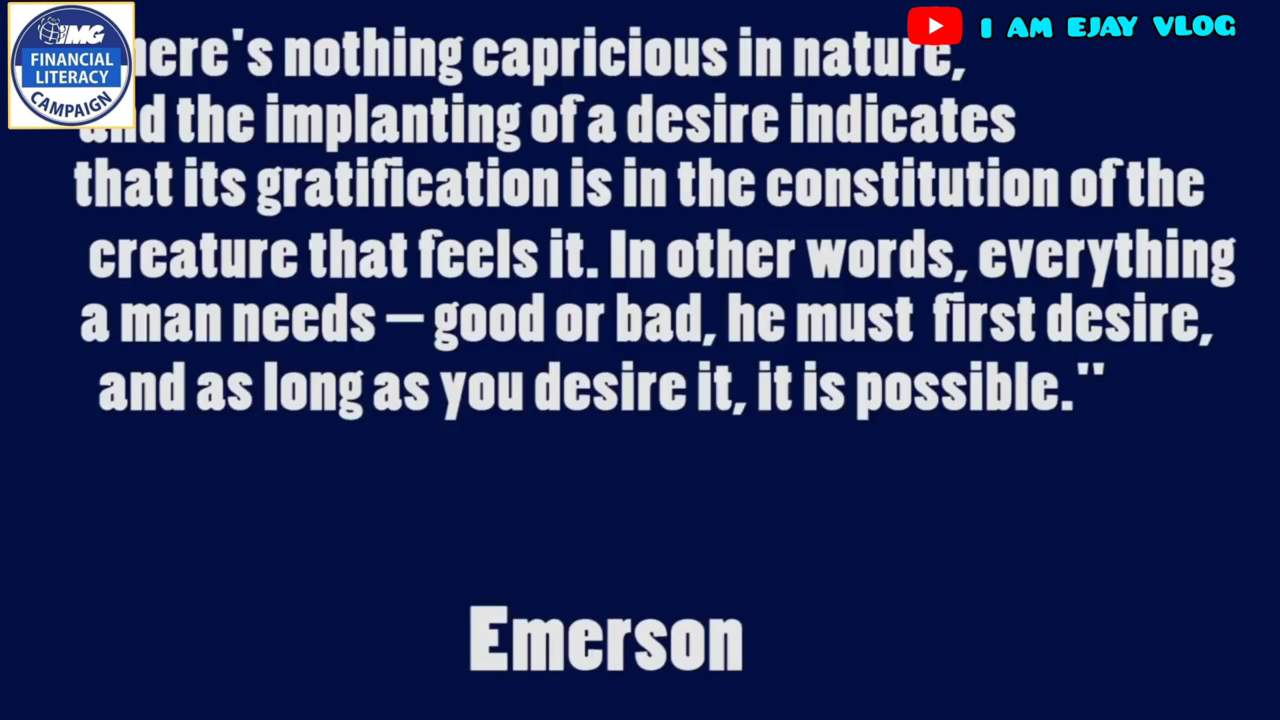 IMG
FINANCIAL
LITERACY
CAMPAIGN
I AM EJAY VLOG
here's nothing capricious in nature,
and the implanting of a desire indicates
that its gratification is in the constitution of the
creature that feels it. In other words, everything
a man needs — good or bad, he must first desire,
and as long as you desire it, it is possible."
Emerson